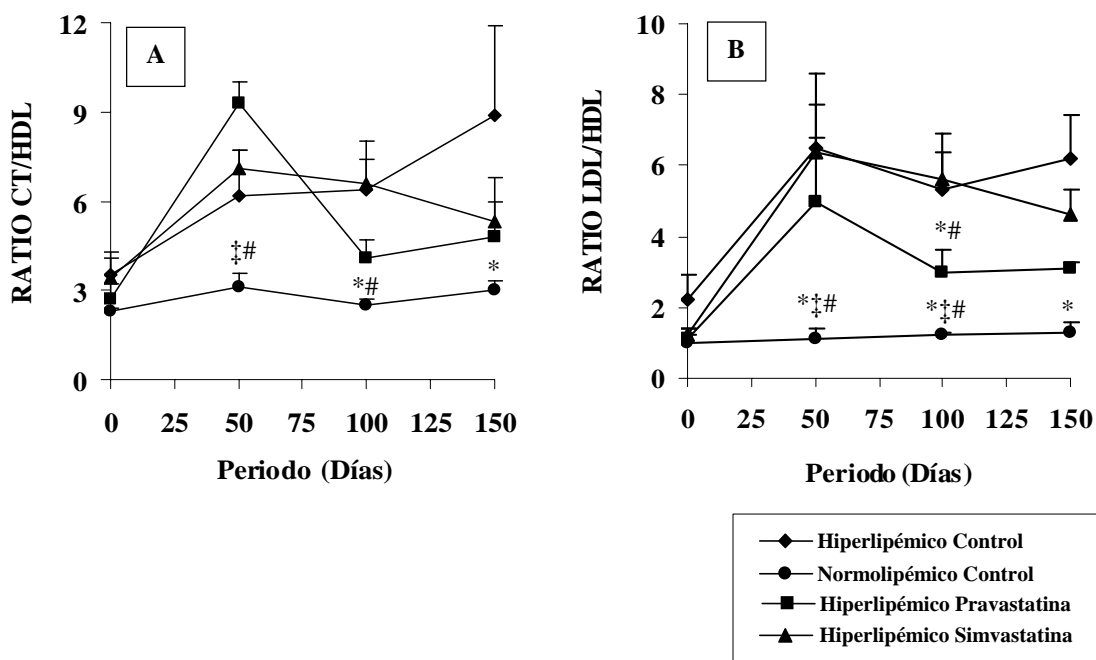 A
RATIO CT/HDL
12
9
6
3
0
‡#
*#
*
0 25 50 75 100 125 150
Periodo (Días)
B
RATIO LDL/HDL
10
8
6
4
2
0
*#
*‡#
*‡#
*
0 25 50 75 100 125 150
Periodo (Días)
Hiperlipémico Control
Normolipémico Control
Hiperlipémico Pravastatina
Hiperlipémico Simvastatina